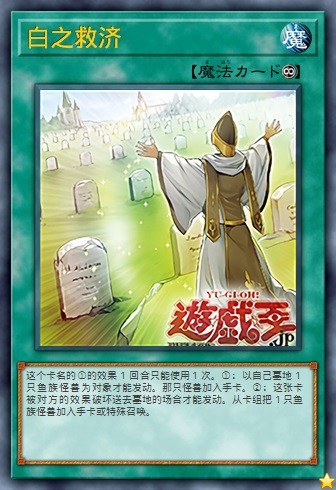 白之救济
魔
【魔法カード】
YU-GI-OH!
遊戯王
.JP
这个卡名的①的效果1回合只能使用1次。①：以自己墓地1
只鱼族怪兽为对象才能发动。那只怪兽加入手卡。②：这张卡
被对方的效果破坏送去墓地的场合才能发动。从卡组把1只鱼
族怪兽加入手卡或特殊召唤。